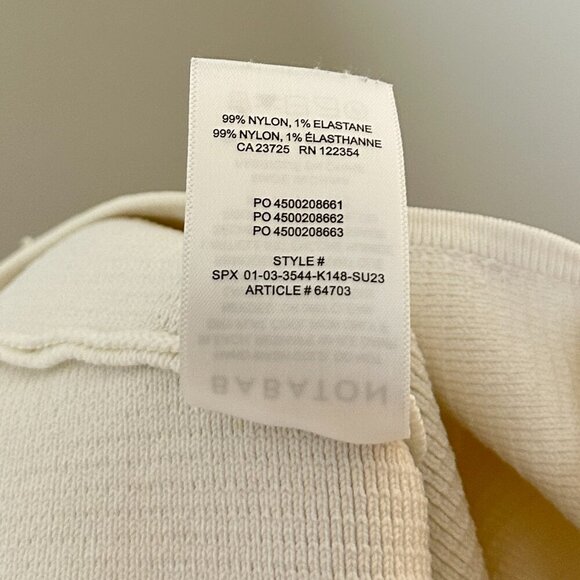 99% NYLON, 1% ELASTANE
99% NYLON, 1% ÉLASTHANNE
CA 23725 RN 122354
PO 4500208661
PO 4500208662
PO 4500208663
STYLE #
SPX 01-03-3544-K148-SU23
ARTICLE # 64703
BABATON